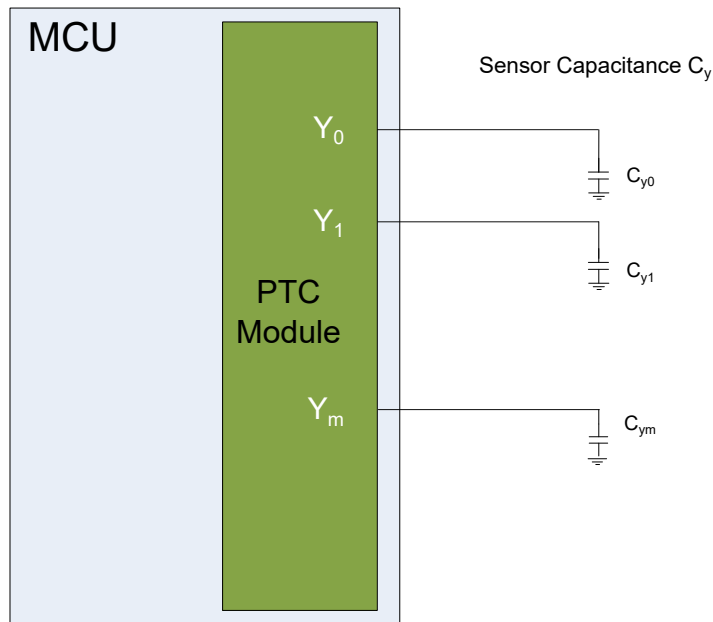 MCU
Sensor Capacitance Cy
Y0
Cy0
Y1
Cy1
PTC
Module
Ym
Cym